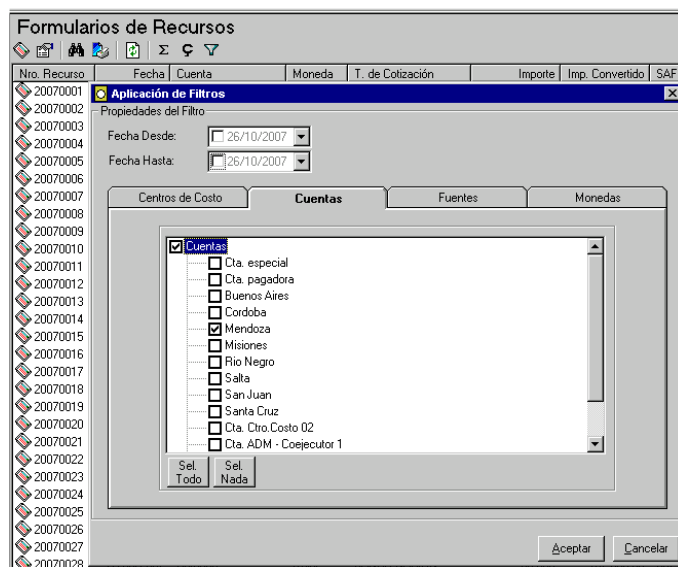 Formularios de Recursos
Σ Ç
Nro. Recurso Fecha Cuenta Moneda T. de Cotización Importe Imp. Convertido SAF
20070001 Aplicación de Filtros
20070002 Propiedades del Filtro
20070003
20070004 Fecha Desde: 26/10/2007
20070005 Fecha Hasta: 26/10/2007
20070006
20070007 Centros de Costo Cuentas Fuentes Monedas
20070008
20070009
20070010 Cuentas
20070011 Cta. especial
20070012 Cta. pagadora
20070013 Buenos Aires
20070014 Cordoba
20070015 Mendoza
20070016 Misiones
20070017 Rio Negro
20070018 Salta
20070019 San Juan
20070020 Santa Cruz
20070021 Cta. Ctro.Costo 02
20070022 Cta. ADM - Coejecutor 1
20070023 Sel. Todo Sel. Nada
20070024
20070025
20070026
20070027 Aceptar Cancelar
20070028